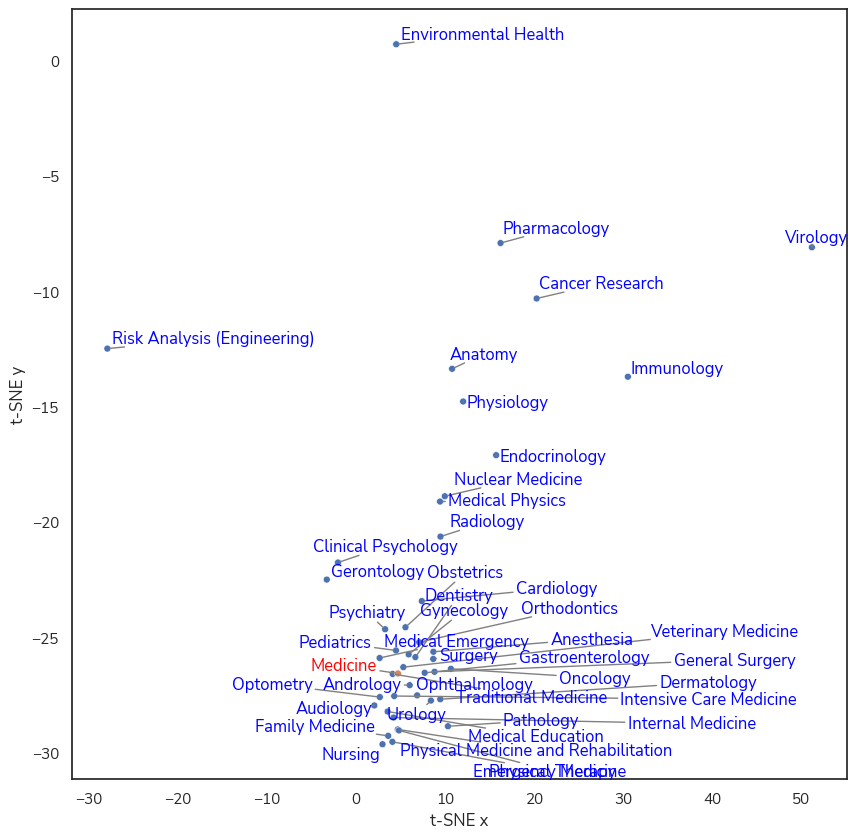 Environmental Health
0
−5
Pharmacology
Virology
−10
Cancer Research
Risk Analysis (Engineering)
Anatomy
Immunology
t-SNE y
−15
Physiology
Endocrinology
Nuclear Medicine
Medical Physics
−20
Radiology
Clinical Psychology
Gerontology
Obstetrics
Cardiology
Dentistry
Psychiatry
Gynecology
Orthodontics
−25
Pediatrics
Medical Emergency
Anesthesia
Veterinary Medicine
Medicine
Surgery
Gastroenterology
General Surgery
Optometry
Andrology
Ophthalmology
Oncology
Dermatology
Traditional Medicine
Intensive Care Medicine
Audiology
Urology
Pathology
Internal Medicine
Family Medicine
Medical Education
−30
Nursing
Physical Medicine and Rehabilitation
Emergency Medicine
Physical Therapy
−30
−20
−10
0
10
20
30
40
50
t-SNE x